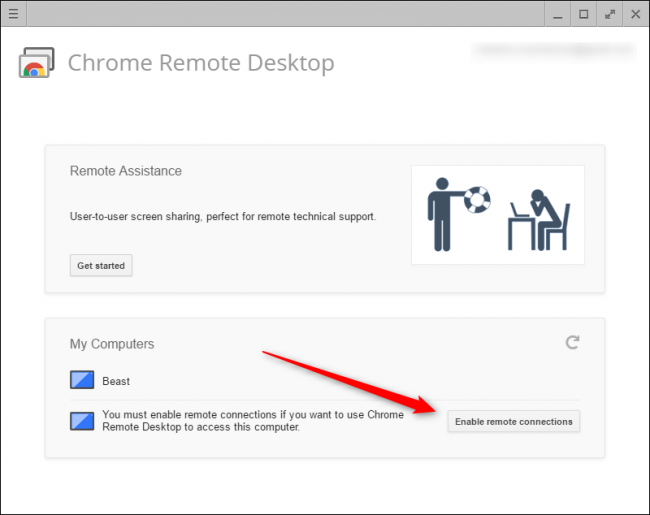 Chrome Remote Desktop
Remote Assistance
User-to-user screen sharing, perfect for remote technical support.
Get started
My Computers
Beast
You must enable remote connections if you want to use Chrome
Remote Desktop to access this computer.
Enable remote connections